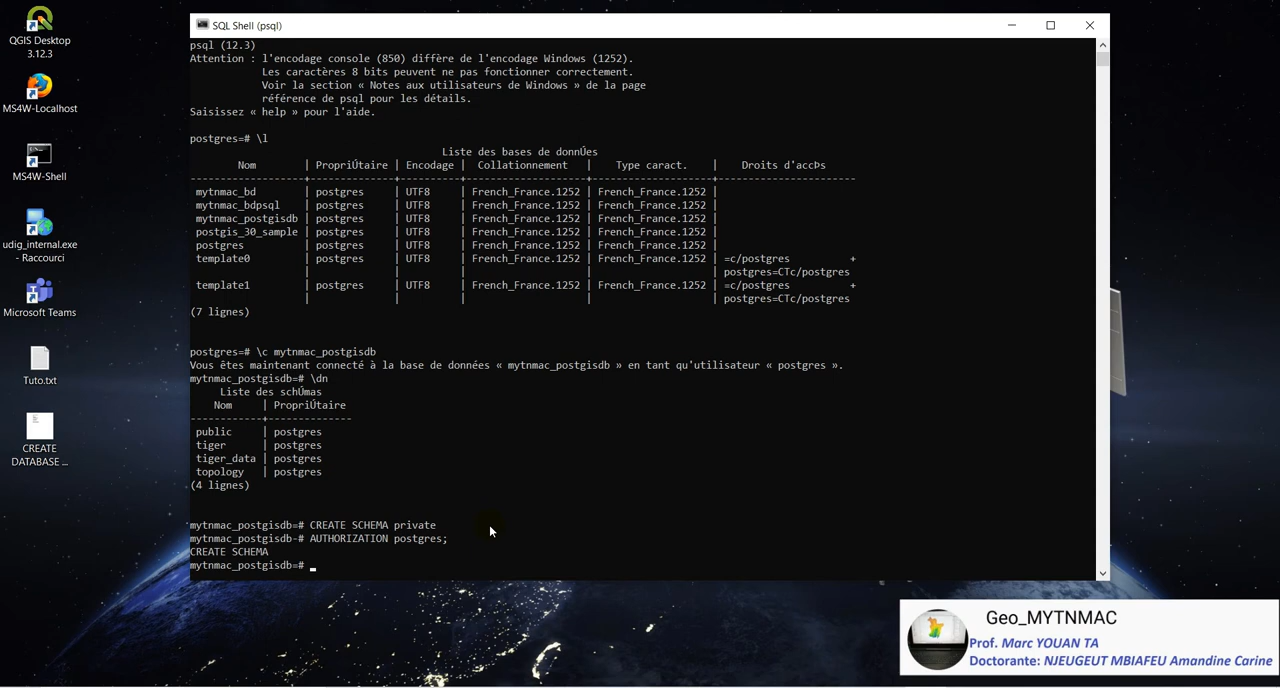 QGIS Desktop
3.12.3
MS4W-Localhost
MS4W-Shell
udig_internal.exe
- Raccourci
Microsoft Teams
Tuto.txt
CREATE
DATABASE ...
SQL Shell (psql)
psql (12.3)
Attention : l'encodage console (850) diffère de l'encodage Windows (1252).
Les caractères 8 bits peuvent ne pas fonctionner correctement.
Voir la section « Notes aux utilisateurs de Windows » de la page
référence de psql pour les détails.
Saisissez « help » pour l'aide.
postgres=# \l
Liste des bases de donnÚes
Nom | PropriÚtaire | Encodage | Collationnement | Type caract. | Droits d'accÞs
----------------+--------------+----------+--------------------+--------------------+-----------------------
mytnmac_bd | postgres | UTF8 | French_France.1252 | French_France.1252 |
mytnmac_bdpsql | postgres | UTF8 | French_France.1252 | French_France.1252 |
mytnmac_postgisdb | postgres | UTF8 | French_France.1252 | French_France.1252 |
postgis_30_sample | postgres | UTF8 | French_France.1252 | French_France.1252 |
postgres | postgres | UTF8 | French_France.1252 | French_France.1252 |
template0 | postgres | UTF8 | French_France.1252 | French_France.1252 | =c/postgres +
| | | | | postgres=CTc/postgres
template1 | postgres | UTF8 | French_France.1252 | French_France.1252 | =c/postgres +
| | | | | postgres=CTc/postgres
(7 lignes)
postgres=# \c mytnmac_postgisdb
Vous êtes maintenant connecté à la base de données « mytnmac_postgisdb » en tant qu'utilisateur « postgres ».
mytnmac_postgisdb=# \dn
Liste des schÚmas
Nom | PropriÚtaire
------------+--------------
public | postgres
tiger | postgres
tiger_data | postgres
topology | postgres
(4 lignes)
mytnmac_postgisdb=# CREATE SCHEMA private
mytnmac_postgisdb-# AUTHORIZATION postgres;
CREATE SCHEMA
mytnmac_postgisdb=# _
Geo_MYTNMAC
Prof. Marc YOUAN TA
Doctorante: NJEUGEUT MBIAFEU Amandine Carine